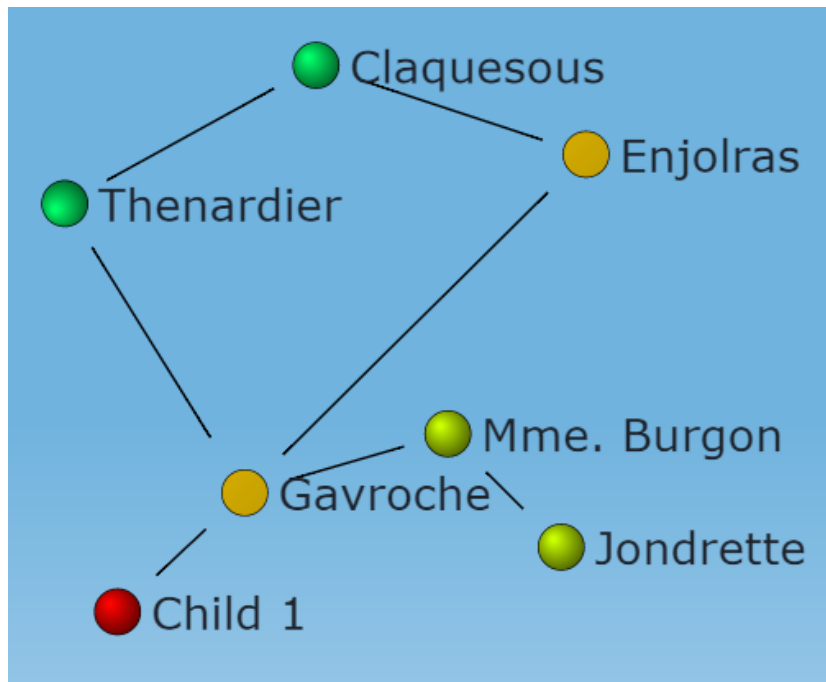 Claquesous
Enjolras
Thenardier
Mme. Burgon
Gavroche
Jondrette
Child 1